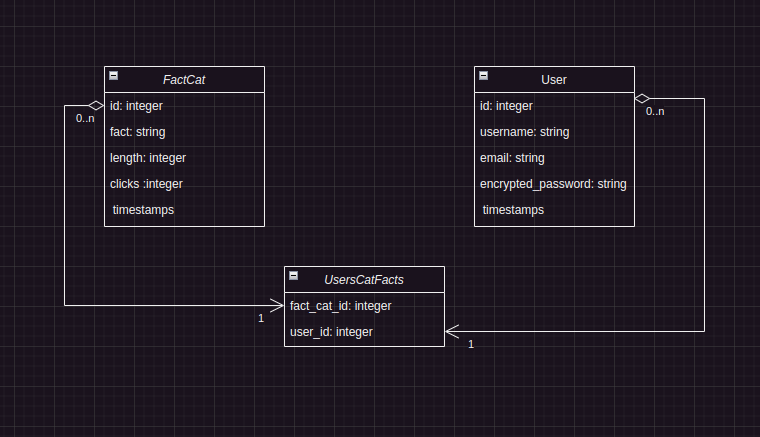 FactCat
id: integer
0..n
fact: string
length: integer
clicks :integer
timestamps
User
id: integer
0..n
username: string
email: string
encrypted_password: string
timestamps
UsersCatFacts
fact_cat_id: integer
1
user_id: integer
1